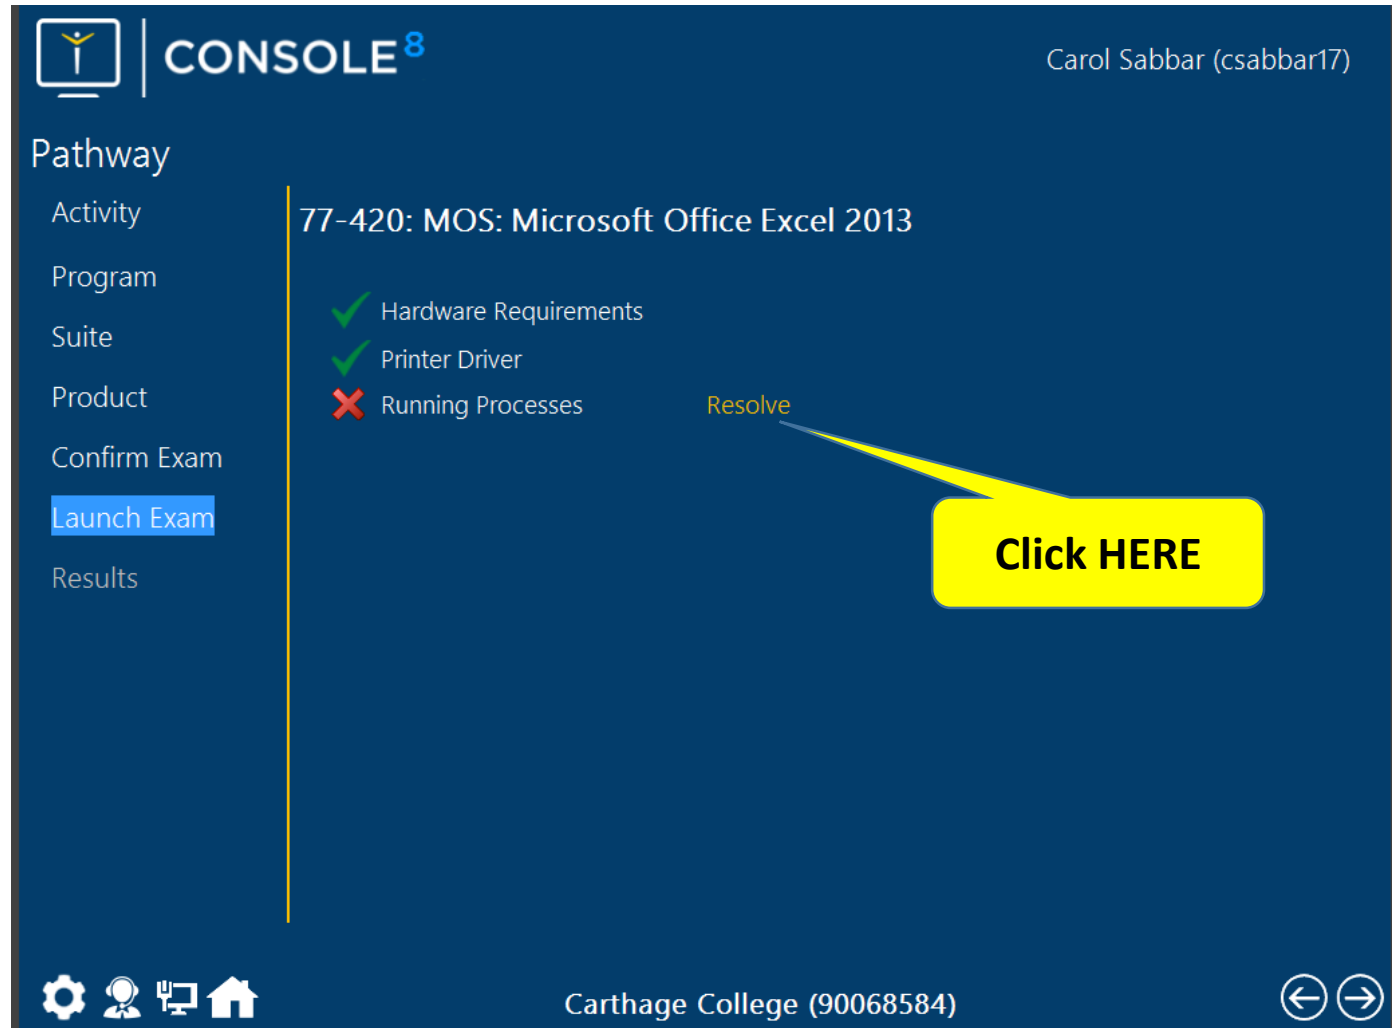 CONSOLE8
Carol Sabbar (csabbar17)
Pathway
Activity
Program
Suite
Product
Confirm Exam
Launch Exam
Results
77-420: MOS: Microsoft Office Excel 2013
Hardware Requirements
Printer Driver
Running Processes Resolve
Click HERE
Carthage College (90068584)